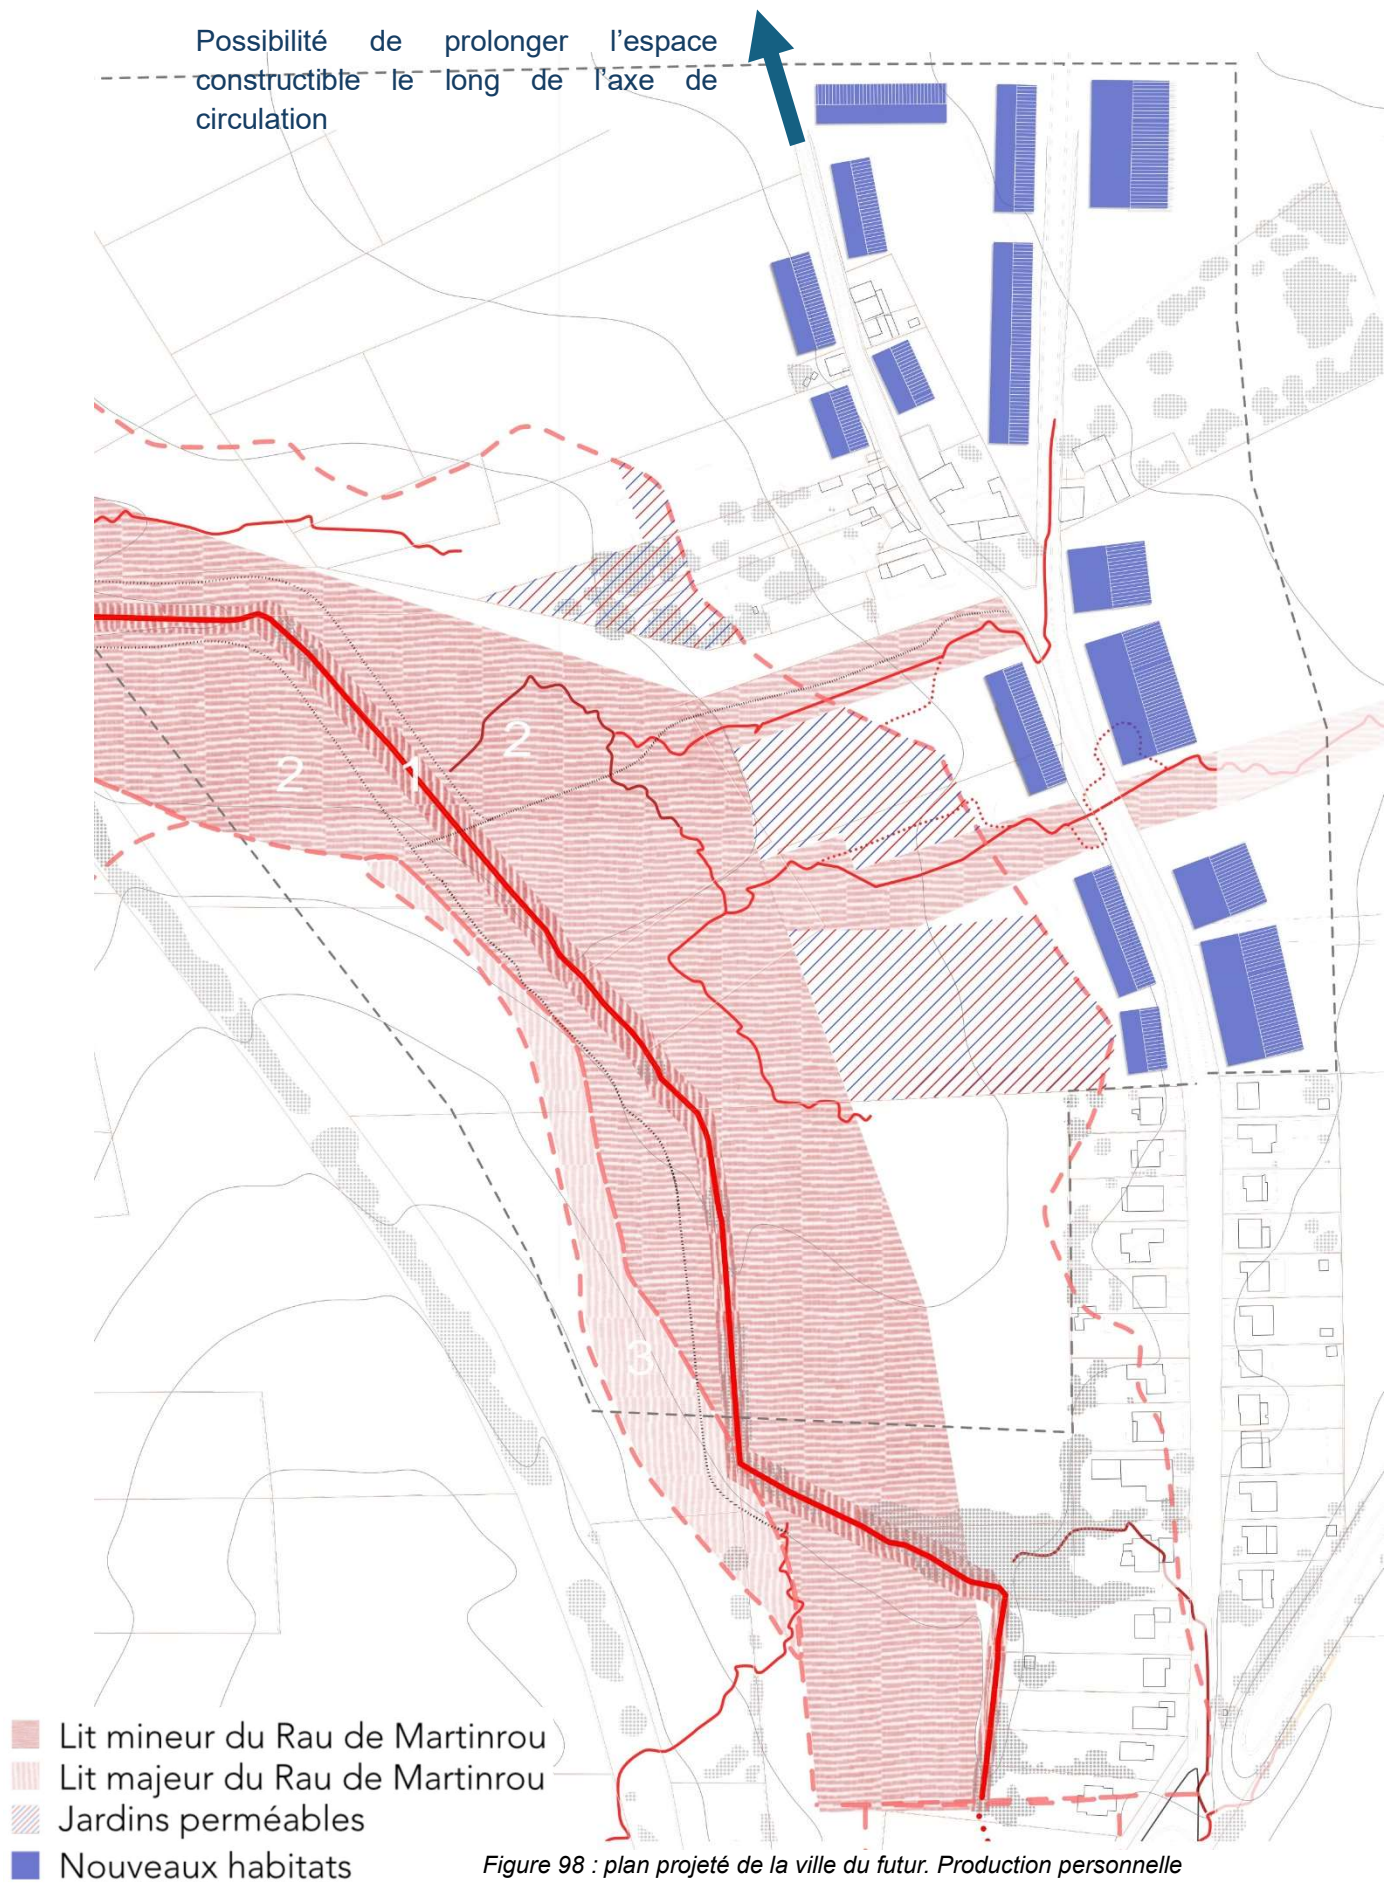 Possibilité de prolonger l’espace
constructible le long de l’axe de
circulation
2
2
1
3
Lit mineur du Rau de Martinrou
Lit majeur du Rau de Martinrou
Jardins perméables
Nouveaux habitats
Figure 98 : plan projeté de la ville du futur. Production personnelle